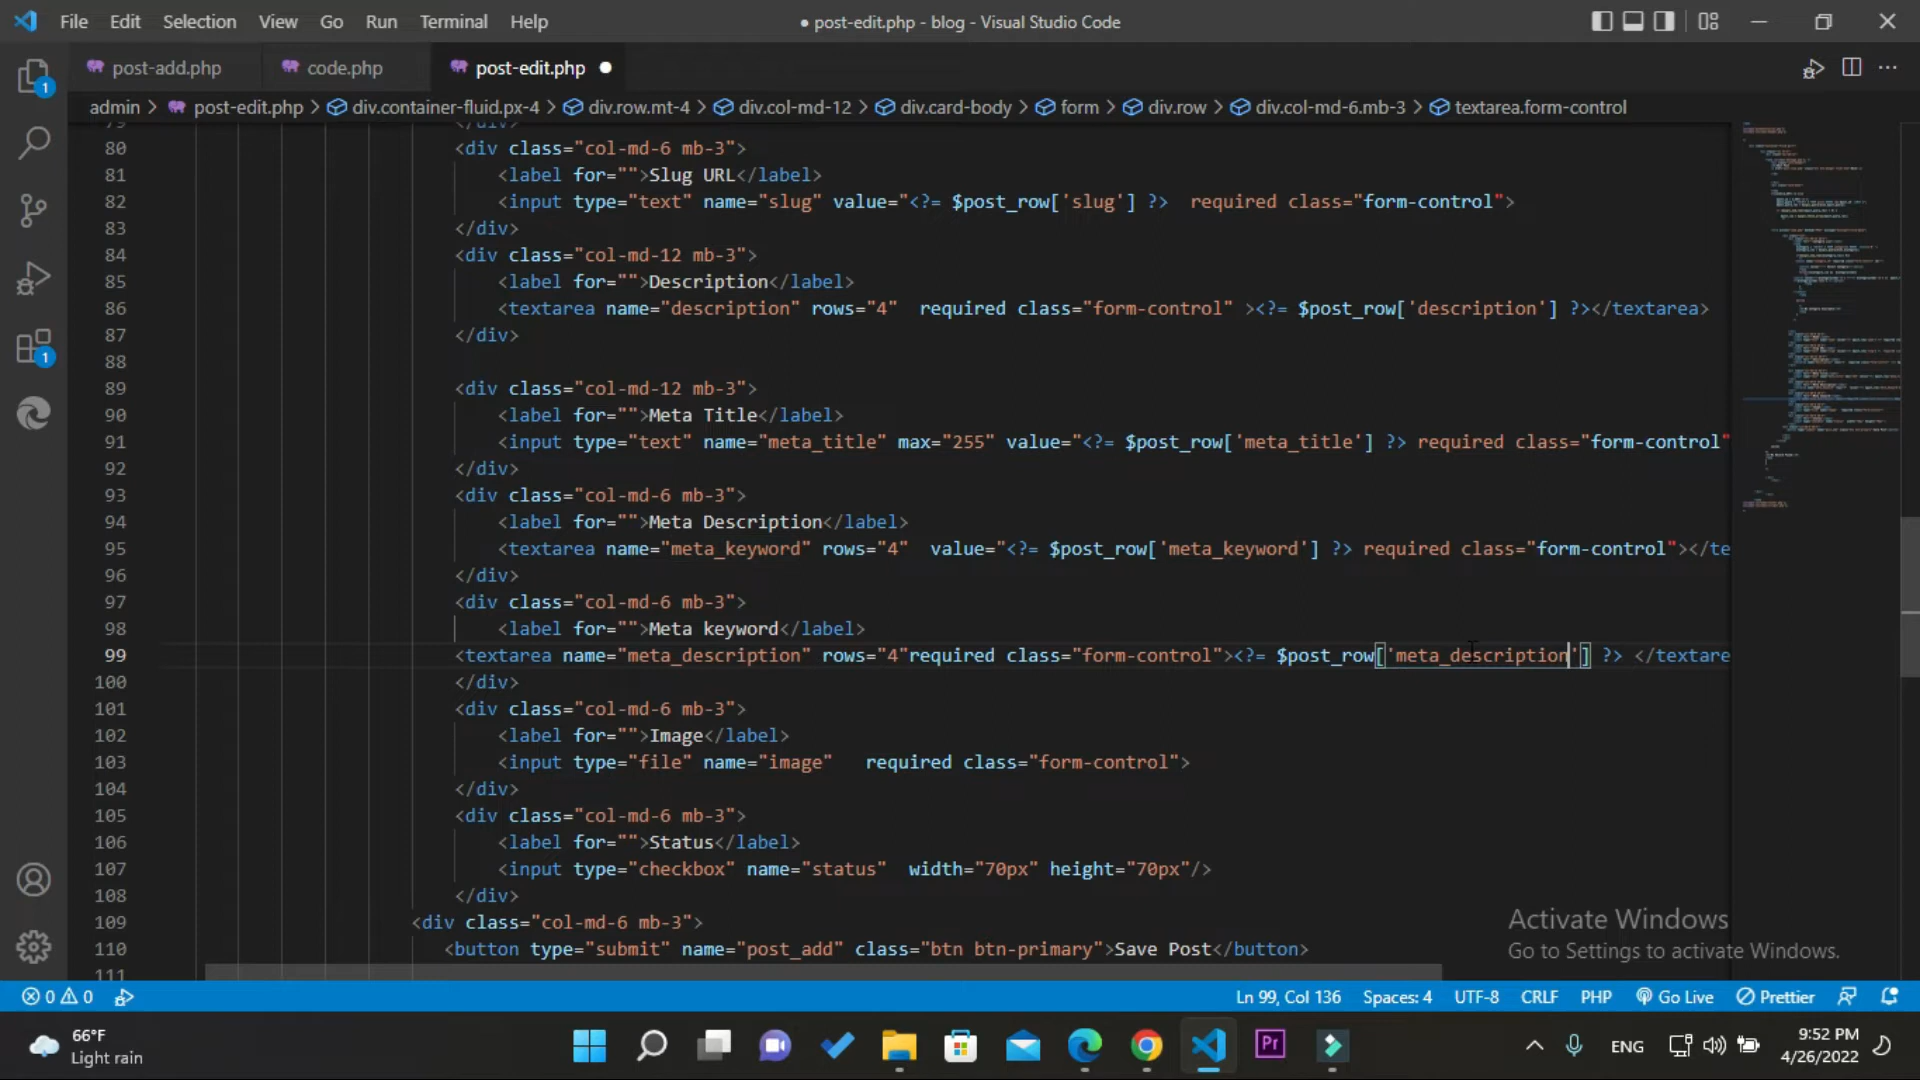 File Edit Selection View Go Run Terminal Help ● post-edit.php - blog - Visual Studio Code
post-add.php code.php post-edit.php ●
admin > post-edit.php > div.container-fluid.px-4 > div.row.mt-4 > div.col-md-12 > div.card-body > form > div.row > div.col-md-6.mb-3 > textarea.form-control
79 </div>
80 <div class="col-md-6 mb-3">
81 <label for="">Slug URL</label>
82 <input type="text" name="slug" value="<?= $post_row['slug'] ?>  required class="form-control">
83 </div>
84 <div class="col-md-12 mb-3">
85 <label for="">Description</label>
86 <textarea name="description" rows="4"  required class="form-control" ><?= $post_row['description'] ?></textarea>
87 </div>
88
89 <div class="col-md-12 mb-3">
90 <label for="">Meta Title</label>
91 <input type="text" name="meta_title" max="255" value="<?= $post_row['meta_title'] ?> required class="form-control"
92 </div>
93 <div class="col-md-6 mb-3">
94 <label for="">Meta Description</label>
95 <textarea name="meta_keyword" rows="4"  value="<?= $post_row['meta_keyword'] ?> required class="form-control"></te
96 </div>
97 <div class="col-md-6 mb-3">
98 <label for="">Meta keyword</label>
99 <textarea name="meta_description" rows="4"required class="form-control"><?= $post_row['meta_description'] ?> </textare
100 </div>
101 <div class="col-md-6 mb-3">
102 <label for="">Image</label>
103 <input type="file" name="image"   required class="form-control">
104 </div>
105 <div class="col-md-6 mb-3">
106 <label for="">Status</label>
107 <input type="checkbox" name="status"  width="70px" height="70px"/>
108 </div>
109 <div class="col-md-6 mb-3">
110 <button type="submit" name="post_add" class="btn btn-primary">Save Post</button>
111
1
1
Activate Windows
Go to Settings to activate Windows.
0 0 Ln 99, Col 136 Spaces: 4 UTF-8 CRLF PHP Go Live Prettier
66°F
Light rain
Pr
ENG
9:52 PM
4/26/2022